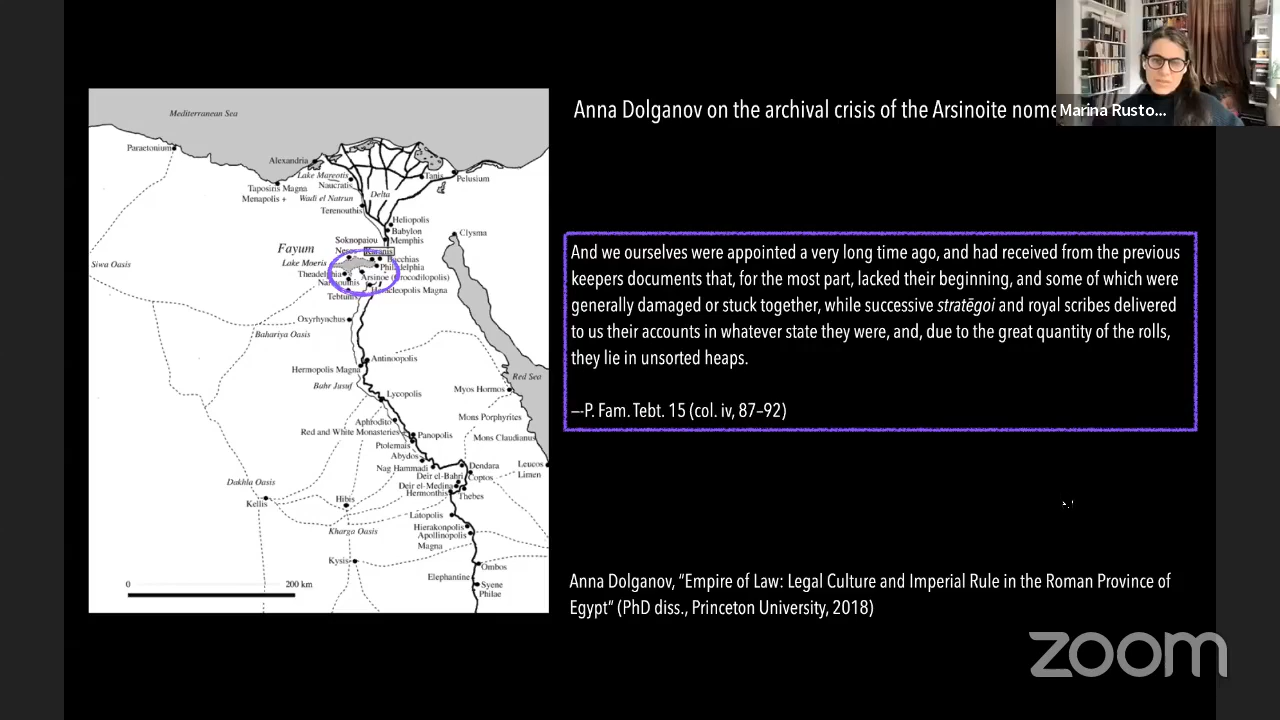 Anna Dolganov on the archival crisis of the Arsinoite nome
Marina Rusto...
Mediterranean Sea
Paraetonium
Alexandria
Lake Mareotis
Tanis
Pelusium
Taposiris Magna
Naucratis
Menapolis +
Wadi el Natrun
Delta
Terenouthis
Heliopolis
Babylon
Clysma
Soknopaiou
Memphis
Fayum
Karanis
Bacchias
Lake Moeris
Philadelphia
Siwa Oasis
Arsinoe
Heracleopolis Magna
Oxyrhynchus
Bahariya Oasis
Antinoopolis
Hermopolis Magna
Red Sea
Bahr Jusuf
Myos Hormos
Lycopolis
Mons Porphyrites
Aphrodito
Red and White Monasteries
Panopolis
Mons Claudianus
Ptolemais
Abydos
Nag Hammadi
Dendara
Leucos
Limen
Deir el-Bahri
Coptos
Dakhla Oasis
Deir el-Medina
Hermonthis
Thebes
Kellis
Hibis
Latopolis
Hierakonpolis
Kharga Oasis
Apollinopolis
Magna
Kysis
Ombos
Elephantine
Syene
Philae
0 200 km
And we ourselves were appointed a very long time ago, and had received from the previous
keepers documents that, for the most part, lacked their beginning, and some of which were
generally damaged or stuck together, while successive stratēgoi and royal scribes delivered
to us their accounts in whatever state they were, and, due to the great quantity of the rolls,
they lie in unsorted heaps.
—-P. Fam. Tebt. 15 (col. iv, 87–92)
Anna Dolganov, “Empire of Law: Legal Culture and Imperial Rule in the Roman Province of
Egypt” (PhD diss., Princeton University, 2018)
zoom